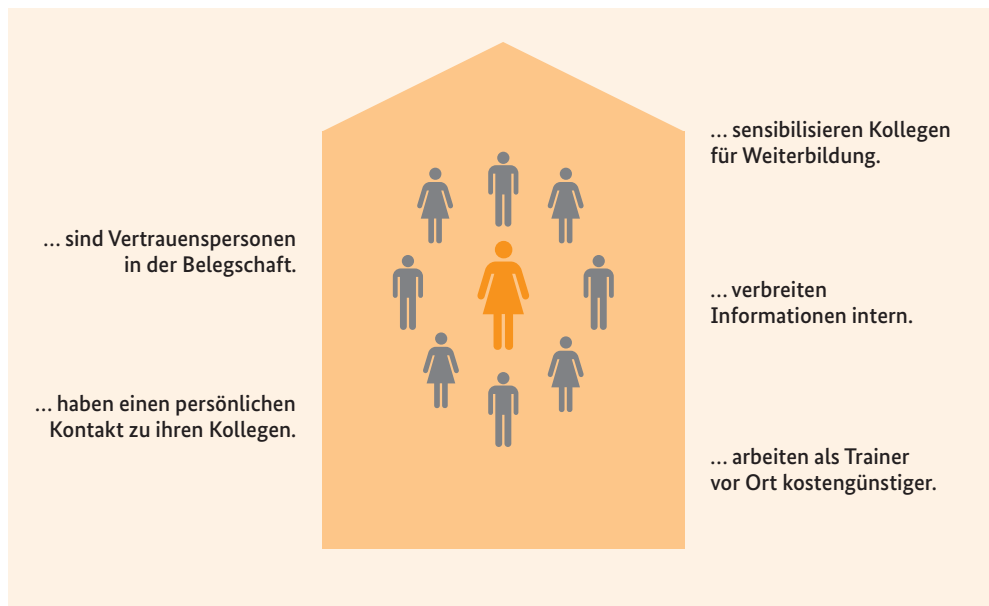 … sind Vertrauenspersonen
in der Belegschaft.
… haben einen persönlichen
Kontakt zu ihren Kollegen.
… sensibilisieren Kollegen
für Weiterbildung.
… verbreiten
Informationen intern.
… arbeiten als Trainer
vor Ort kostengünstiger.